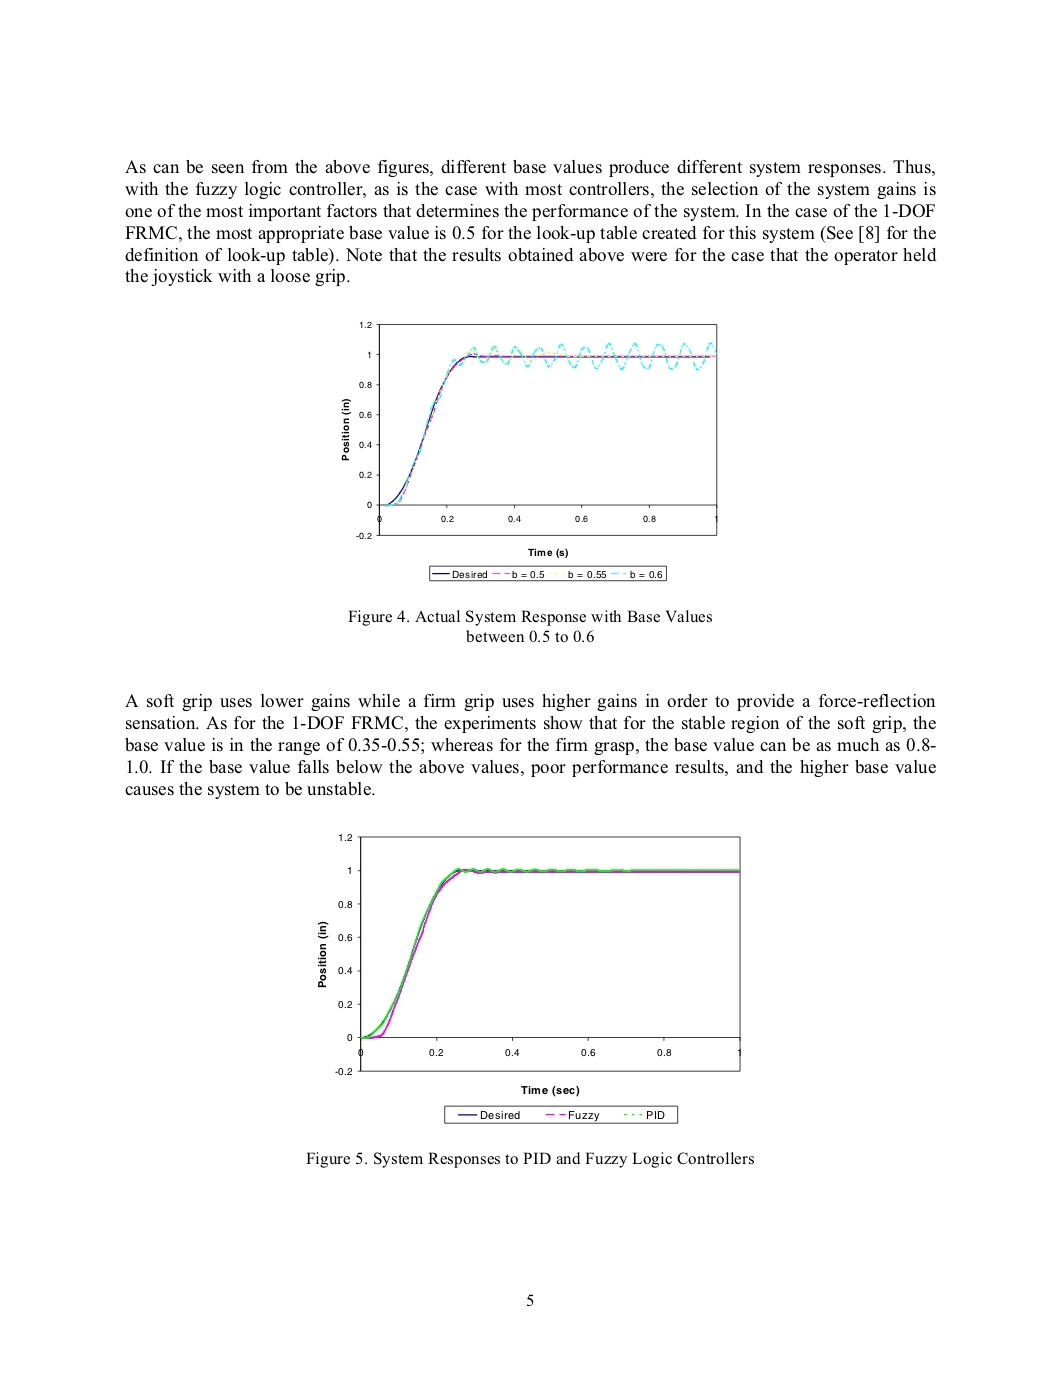 As can be seen from the above figures, different base values produce different system responses. Thus,
with the fuzzy logic controller, as is the case with most controllers, the selection of the system gains is
one of the most important factors that determines the performance of the system. In the case of the 1-DOF
FRMC, the most appropriate base value is 0.5 for the look-up table created for this system (See [8] for the
definition of look-up table). Note that the results obtained above were for the case that the operator held
the joystick with a loose grip.
1.2
1
0.8
0.6
0.4
0.2
0
-0.2
Position (in)
0 0.2 0.4 0.6 0.8 1
Time (s)
Desired b = 0.5 b = 0.55 b = 0.6
Figure 4. Actual System Response with Base Values
between 0.5 to 0.6
A soft grip uses lower gains while a firm grip uses higher gains in order to provide a force-reflection
sensation. As for the 1-DOF FRMC, the experiments show that for the stable region of the soft grip, the
base value is in the range of 0.35-0.55; whereas for the firm grasp, the base value can be as much as 0.8-
1.0. If the base value falls below the above values, poor performance results, and the higher base value
causes the system to be unstable.
1.2
1
0.8
0.6
0.4
0.2
0
-0.2
Position (in)
0 0.2 0.4 0.6 0.8 1
Time (sec)
Desired Fuzzy PID
Figure 5. System Responses to PID and Fuzzy Logic Controllers
5